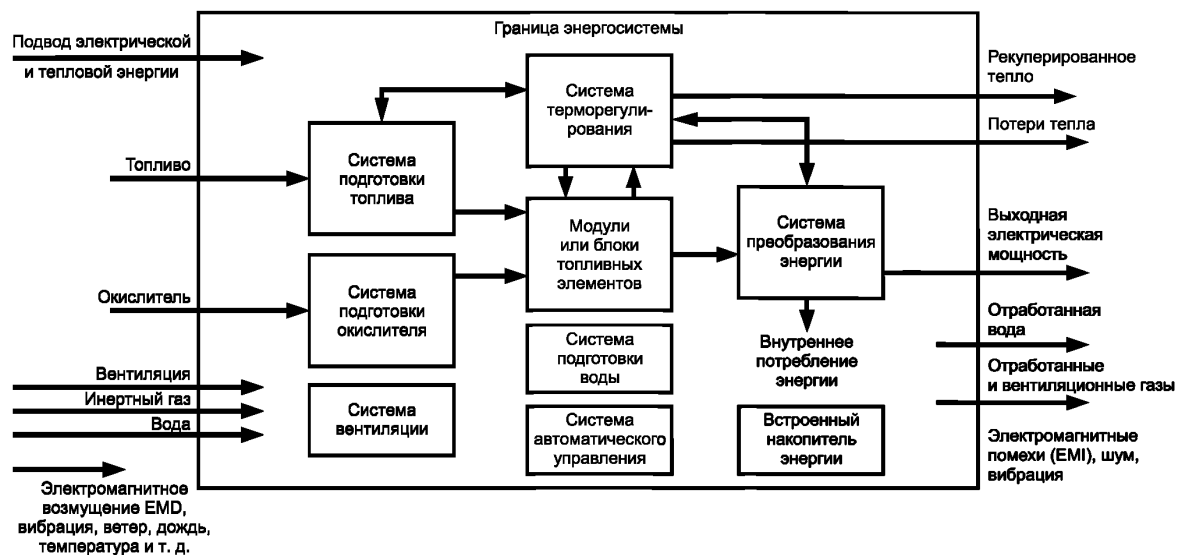 Граница энергосистемы
Подвод электрической
и тепловой энергии
Топливо
Окислитель
Вентиляция
Инертный газ
Вода
Электромагнитное
возмущение EMD,
вибрация, ветер, дождь,
температура и т. д.
Система
подготовки
топлива
Система
подготовки
окислителя
Система
вентиляции
Система
терморегули-
рования
Модули
или блоки
топливных
элементов
Система
подготовки
воды
Система
автоматического
управления
Система
преобразования
энергии
Внутреннее
потребление
энергии
Встроенный
накопитель
энергии
Рекуперированное
тепло
Потери тепла
Выходная
электрическая
мощность
Отработанная
вода
Отработанные
и вентиляционные газы
Электромагнитные
помехи (EMI), шум,
вибрация